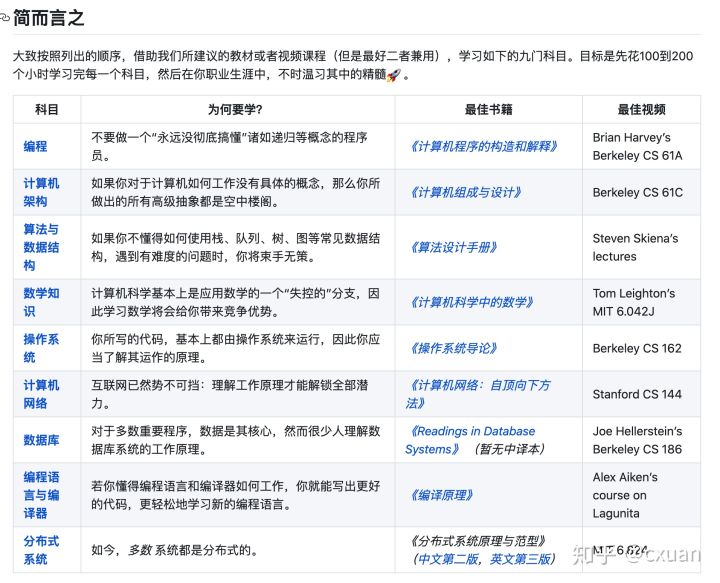 简而言之
大致按照列出的顺序，借助我们所建议的教材或者视频课程（但是最好二者兼用），学习如下的九门科目。目标是先花100到200
个小时学习完每一个科目，然后在你职业生涯中，不时温习其中的精髓🚀。
科目 为何要学? 最佳书籍 最佳视频
编程
不要做一个“永远没彻底搞懂”诸如递归等概念的程序
员。
《计算机程序的构造和解释》
Brian Harvey’s
Berkeley CS 61A
计算机
架构
如果你对于计算机如何工作没有具体的概念，那么你所
做出的所有高级抽象都是空中楼阁。
《计算机组成与设计》
Berkeley CS 61C
算法与
数据结
构
如果你不懂得如何使用栈、队列、树、图等常见数据结
构，遇到有难度的问题时，你将束手无策。
《算法设计手册》
Steven Skiena’s
lectures
数学知
识
计算机科学基本上是应用数学的一个“失控的”分支，因
此学习数学将会给你带来竞争优势。
《计算机科学中的数学》
Tom Leighton’s
MIT 6.042J
操作系
统
你所写的代码，基本上都由操作系统来运行，因此你应
当了解其运作的原理。
《操作系统导论》
Berkeley CS 162
计算机
网络
互联网已然势不可挡：理解工作原理才能解锁全部潜
力。
《计算机网络：自顶向下方
法》
Stanford CS 144
数据库
对于多数重要程序，数据是其核心，然而很少人理解数
据库系统的工作原理。
《Readings in Database
Systems》 （暂无中译本）
Joe Hellerstein’s
Berkeley CS 186
编程语
言与编
译器
若你懂得编程语言和编译器如何工作，你就能写出更好
的代码，更轻松地学习新的编程语言。
《编译原理》
Alex Aiken’s
course on
Lagunita
分布式
系统
如今，多数 系统都是分布式的。
《分布式系统原理与范型》
（中文第二版，英文第三版）
MIT 6.824
知乎 @cxuan